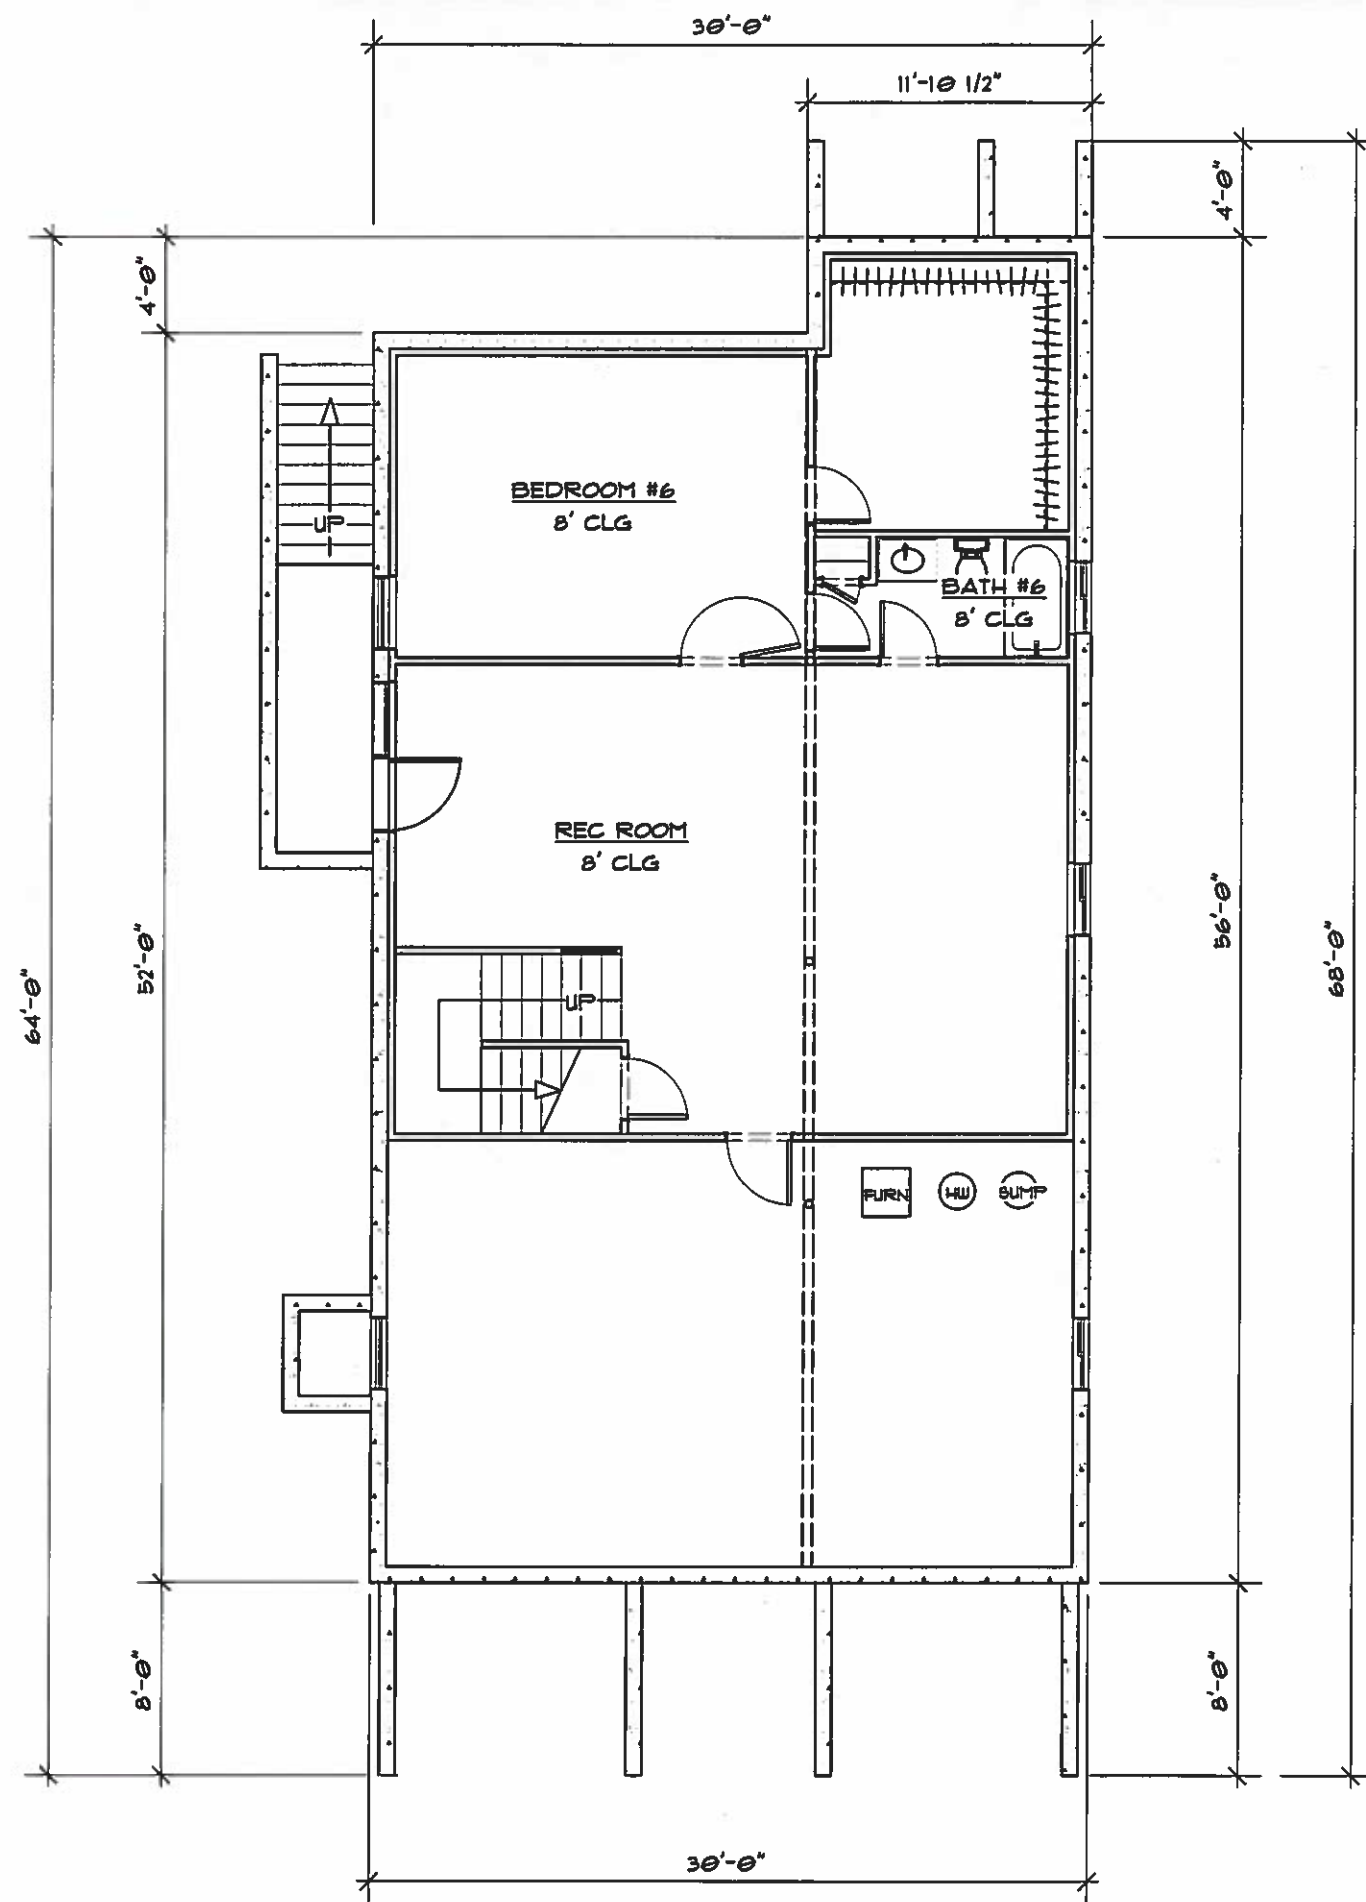 30'-0"
11'-10 1/2"
4'-0"
4'-0"
BEDROOM #6
8' CLG
UP
BATH #6
8' CLG
REC ROOM
8' CLG
56'-0"
68'-0"
52'-0"
64'-0"
UP
FURN
HW
SUMP
8'-0"
8'-0"
30'-0"